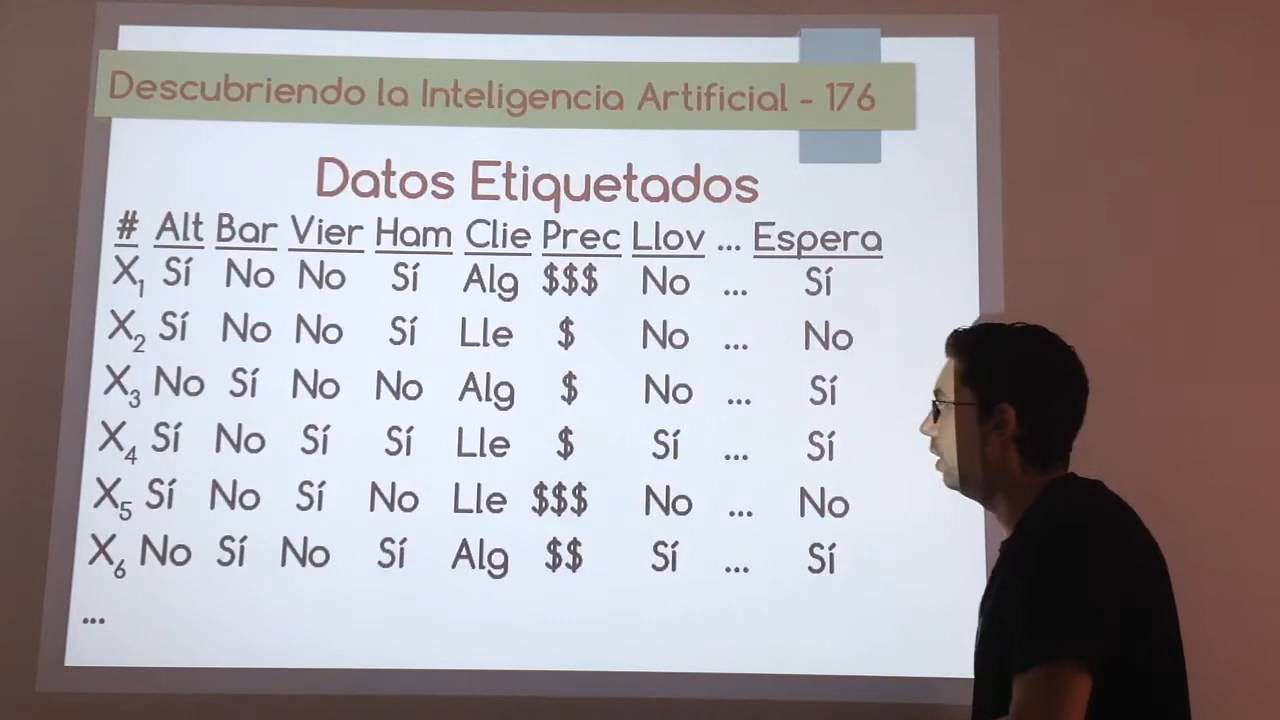 Descubriendo la Inteligencia Artificial - 176
Datos Etiquetados
# Alt Bar Vier Ham Clie Prec Llov ... Espera
X1 Sí No No Sí Alg $$$ No ... Sí
X2 Sí No No Sí Lle $ No ... No
X3 No Sí No No Alg $ No ... Sí
X4 Sí No Sí Sí Lle $ Sí ... Sí
X5 Sí No Sí No Lle $$$ No ... No
X6 No Sí No Sí Alg $$ Sí ... Sí
...